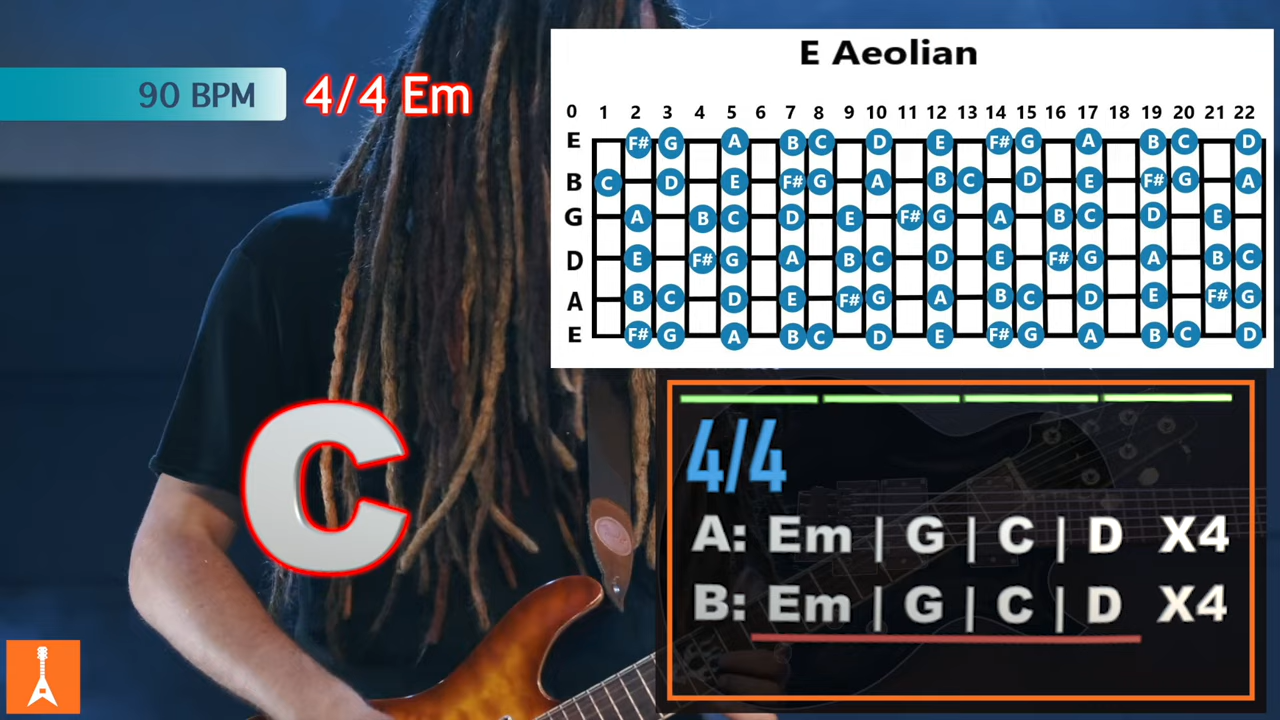 90 BPM
4/4 Em
E Aeolian
0 1 2 3 4 5 6 7 8 9 10 11 12 13 14 15 16 17 18 19 20 21 22
E F# G A B C D E F# G A B C D
B C D E F# G A B C D E F# G A
G A B C D E F# G A B C D E
D E F# G A B C D E F# G A B C
A B C D E F# G A B C D E F# G
E F# G A B C D E F# G A B C D
C
4/4
A: Em | G | C | D X4
B: Em | G | C | D X4